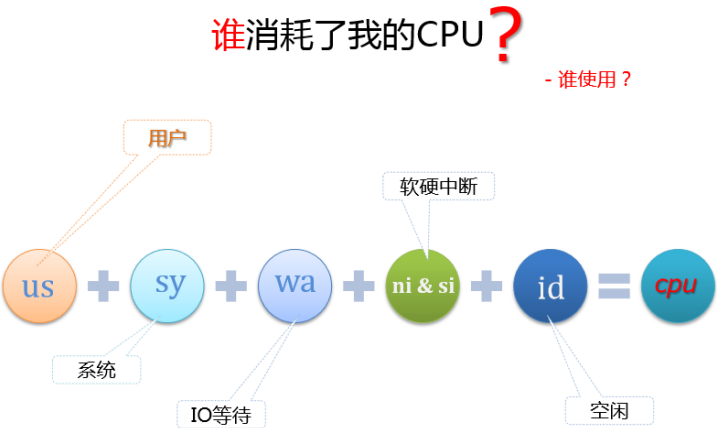 谁消耗了我的CPU?
- 谁使用？
用户
软硬中断
us + sy + wa + ni & si + id = cpu
系统
IO等待
空闲